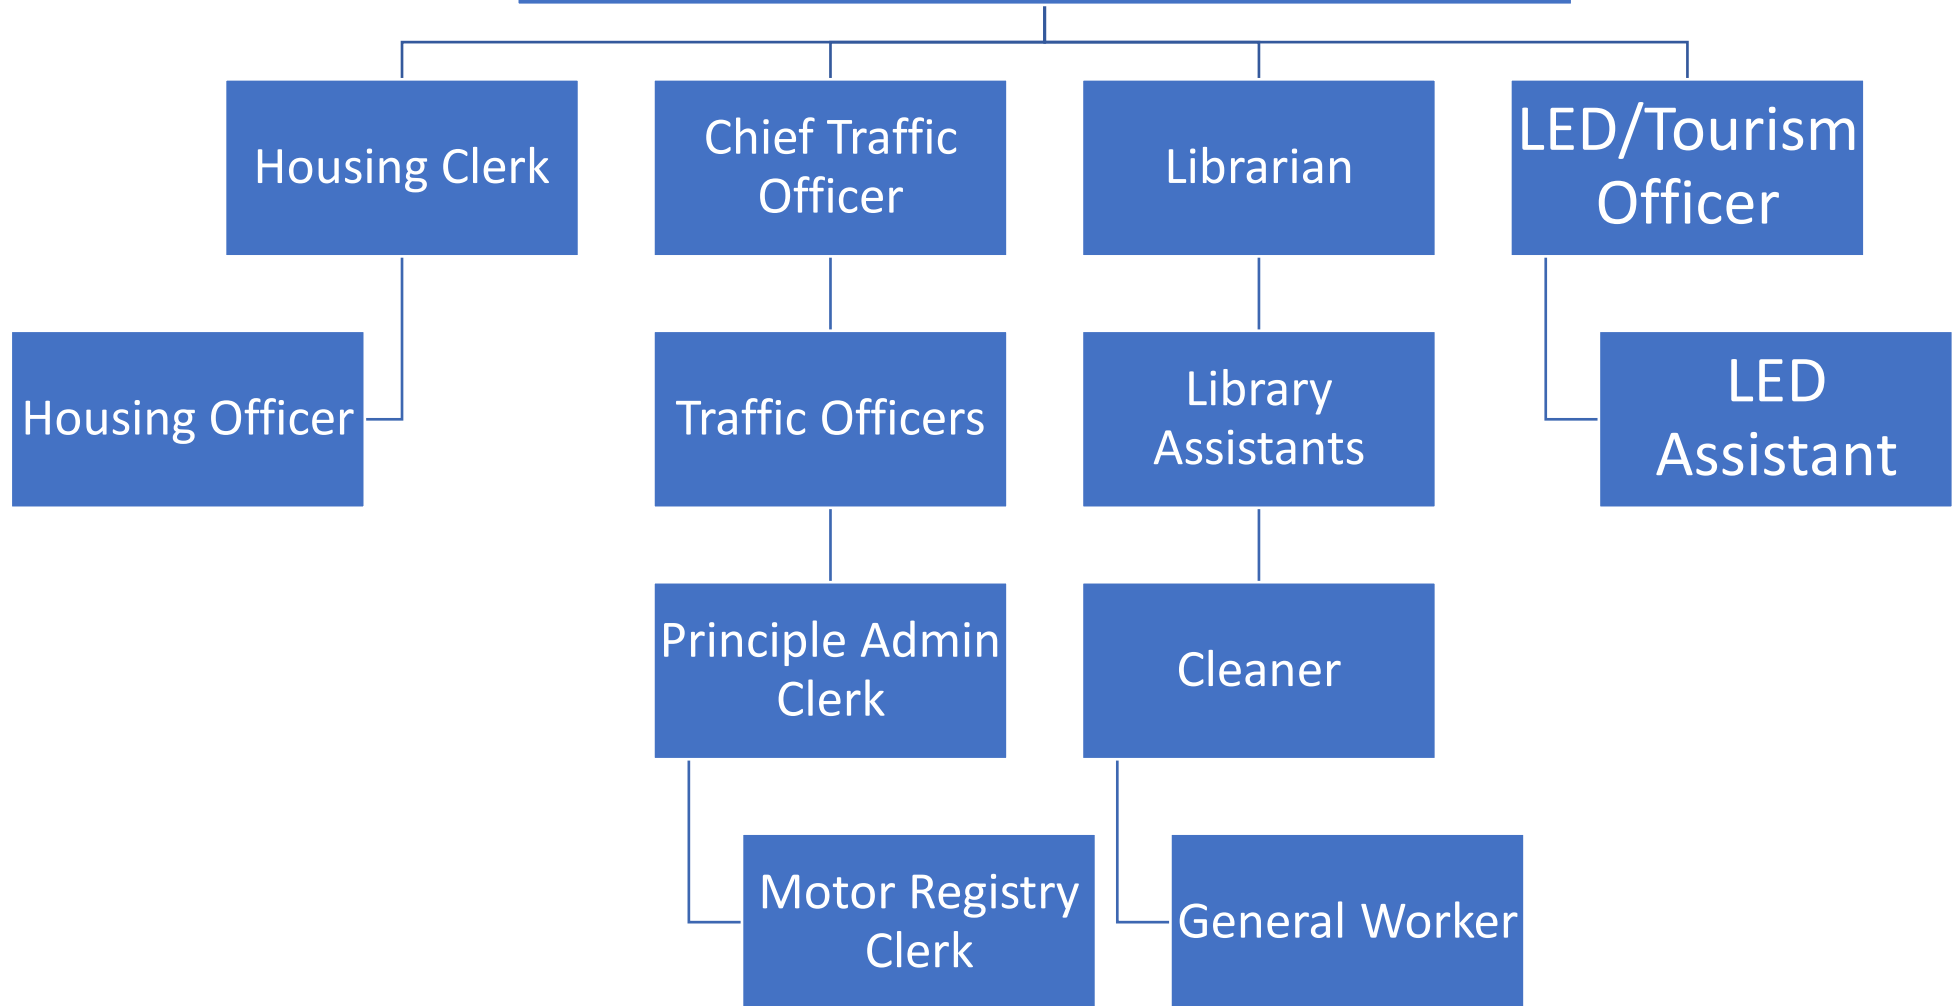 Housing Clerk
Chief Traffic
Officer
Librarian
LED/Tourism
Officer
Housing Officer
Traffic Officers
Library
Assistants
LED
Assistant
Principle Admin
Clerk
Cleaner
Motor Registry
Clerk
General Worker